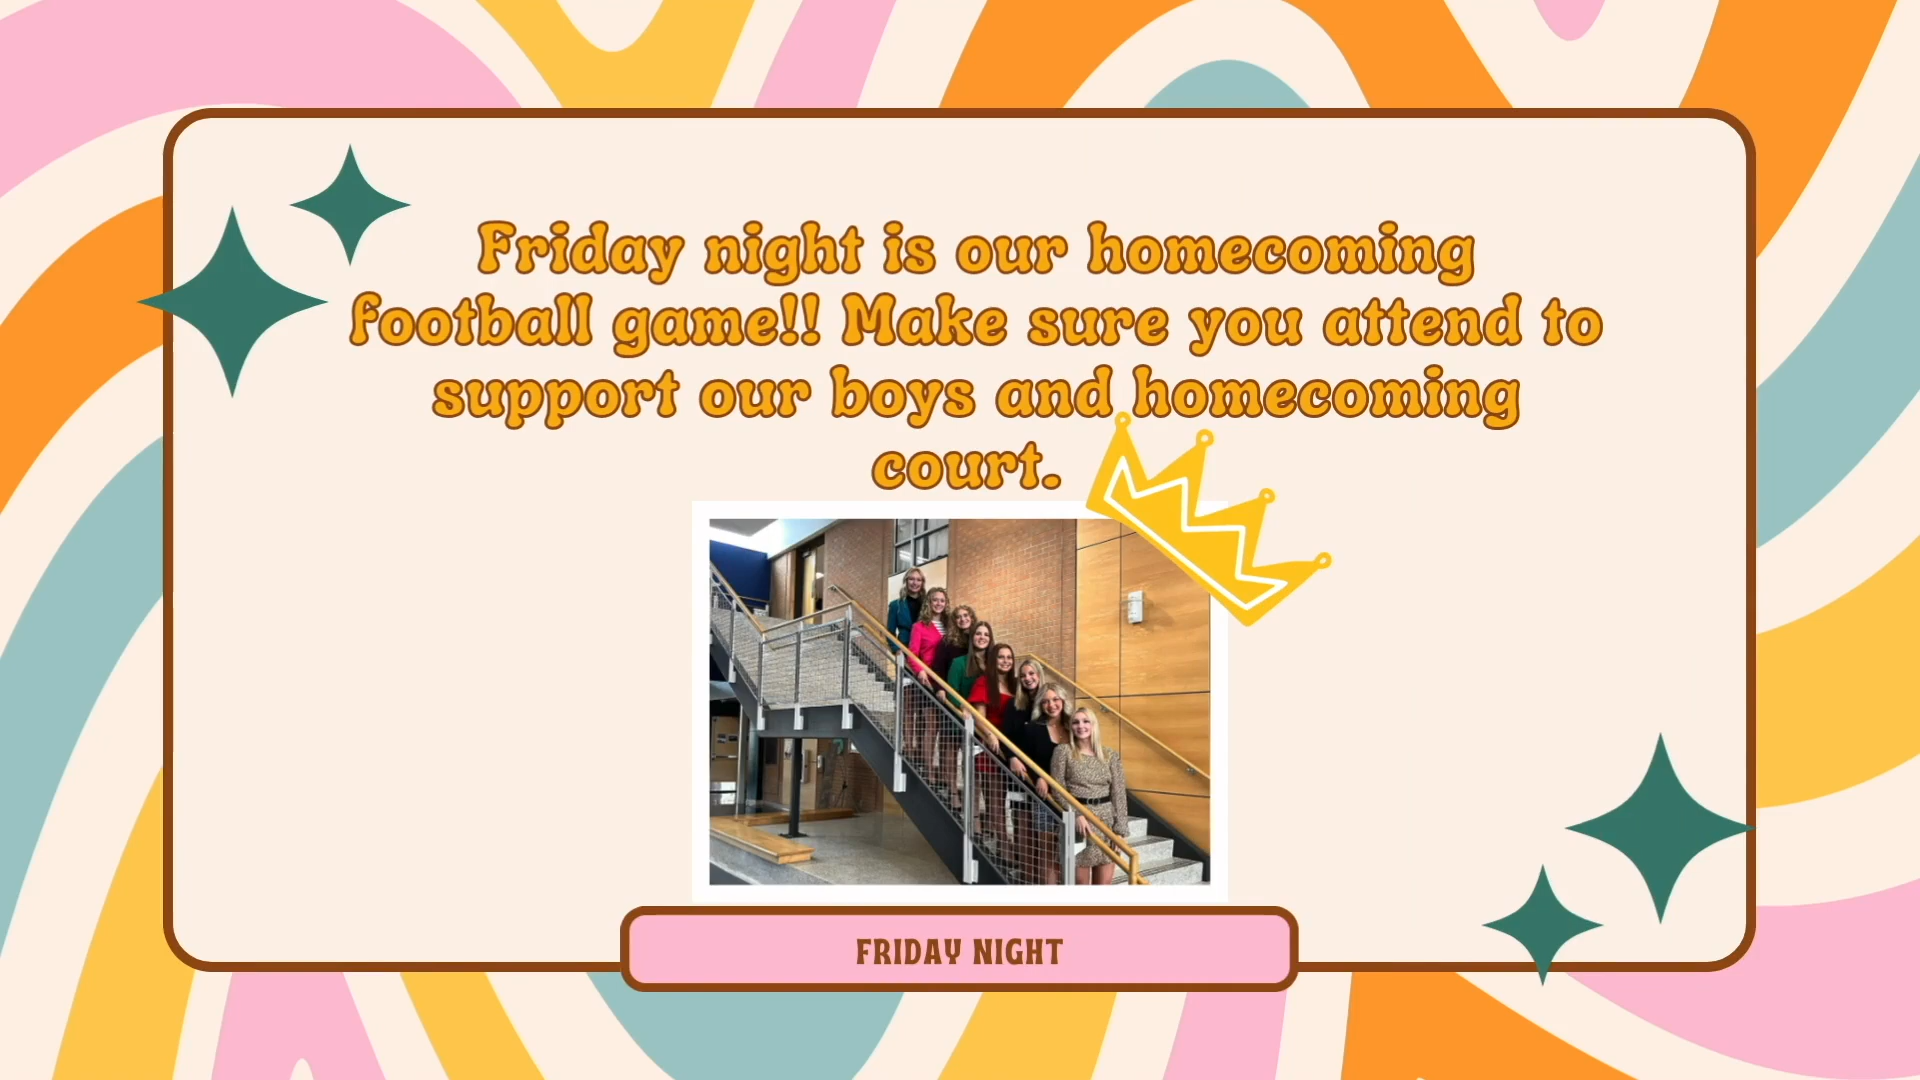 Friday night is our homecoming
football game!! Make sure you attend to
support our boys and homecoming
court.
FRIDAY NIGHT